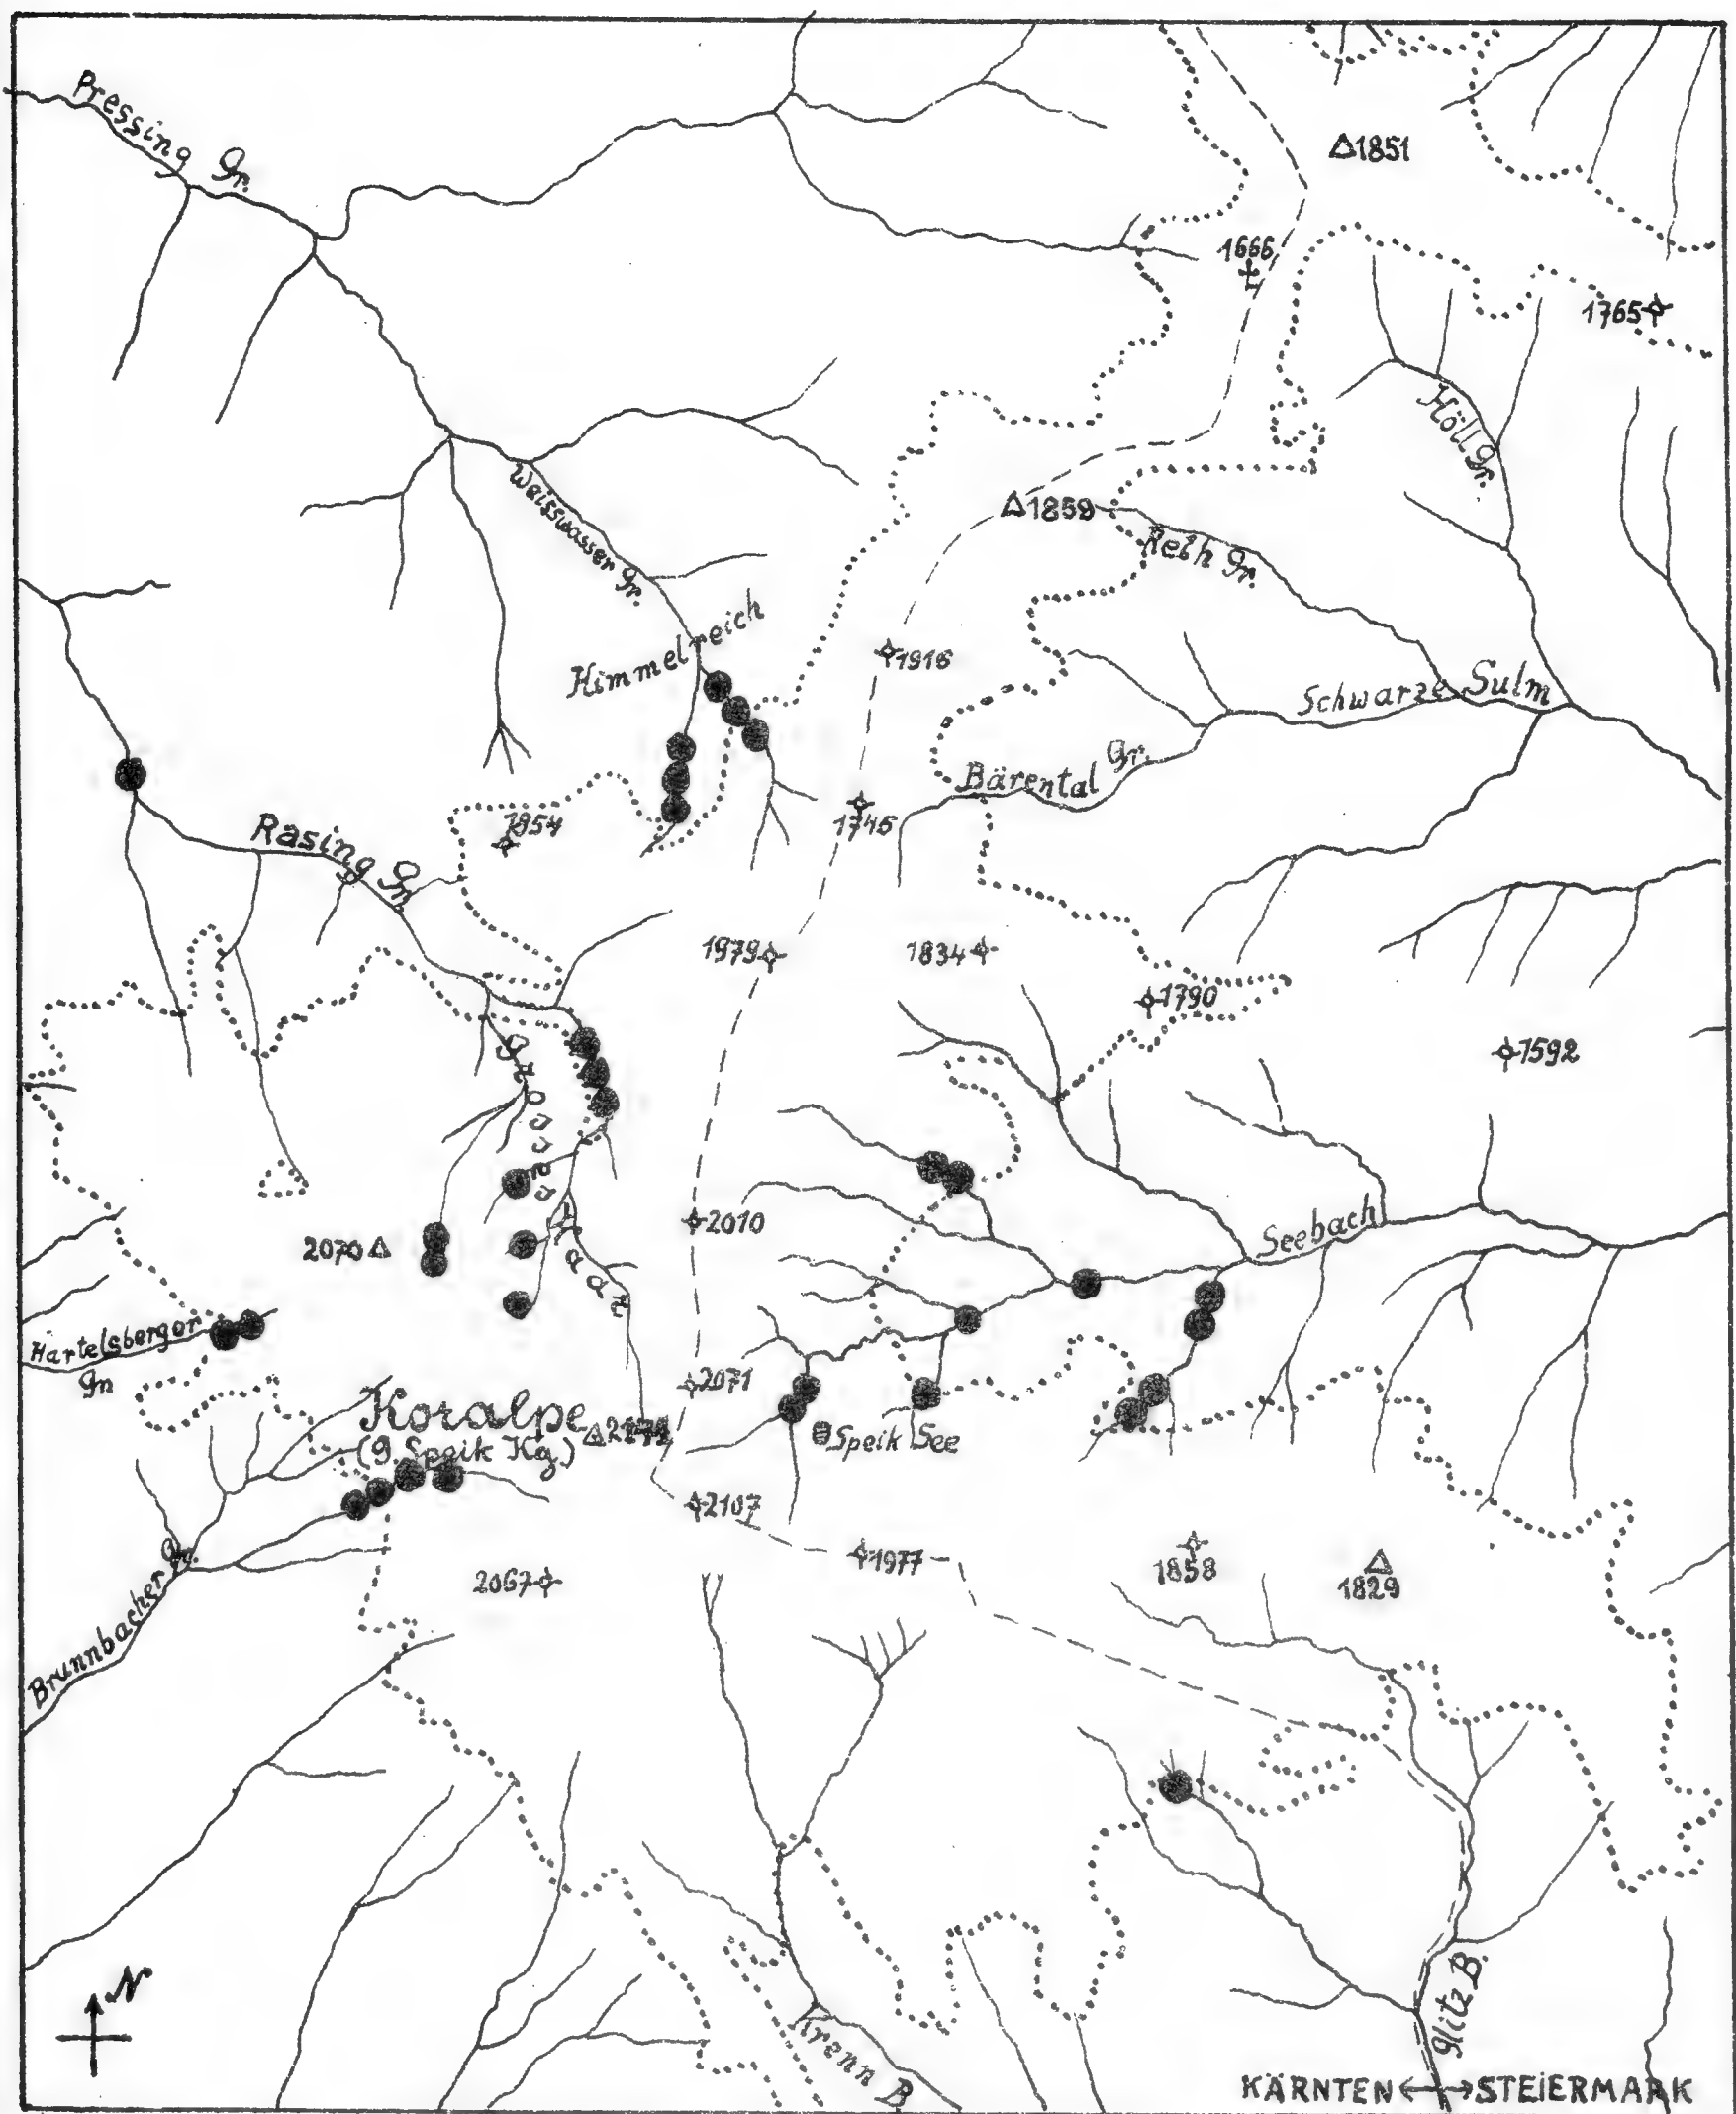 Pressing Gr.
△1851
1666
1765
Höll Gr.
Weisswasser Gr.
△1859
Reih Gr.
Himmelreich
1916
Schwarze Sulm
Bärental Gr.
1745
1854
Rasing Gr.
1979
1834
1790
1592
Seebach
2010
2070△
Hartelsberger
Gr.
2071
Koralpe
(G. Speik Kg.)
Speik See
2107
1977
1858
1829
2067
Brunnbacher Gr.
Krenn B.
Glitz B.
N
KÄRNTEN ← → STEIERMARK